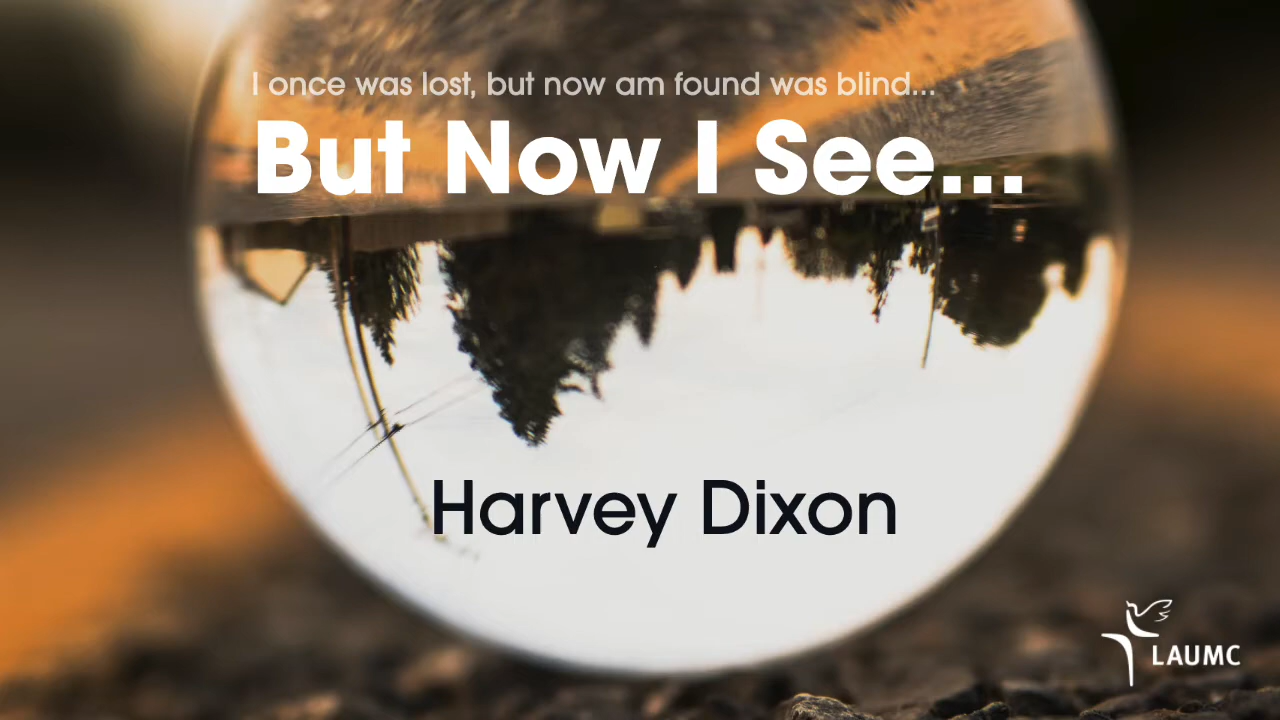 I once was lost, but now am found was blind...
But Now I See...
Harvey Dixon
LAUMC